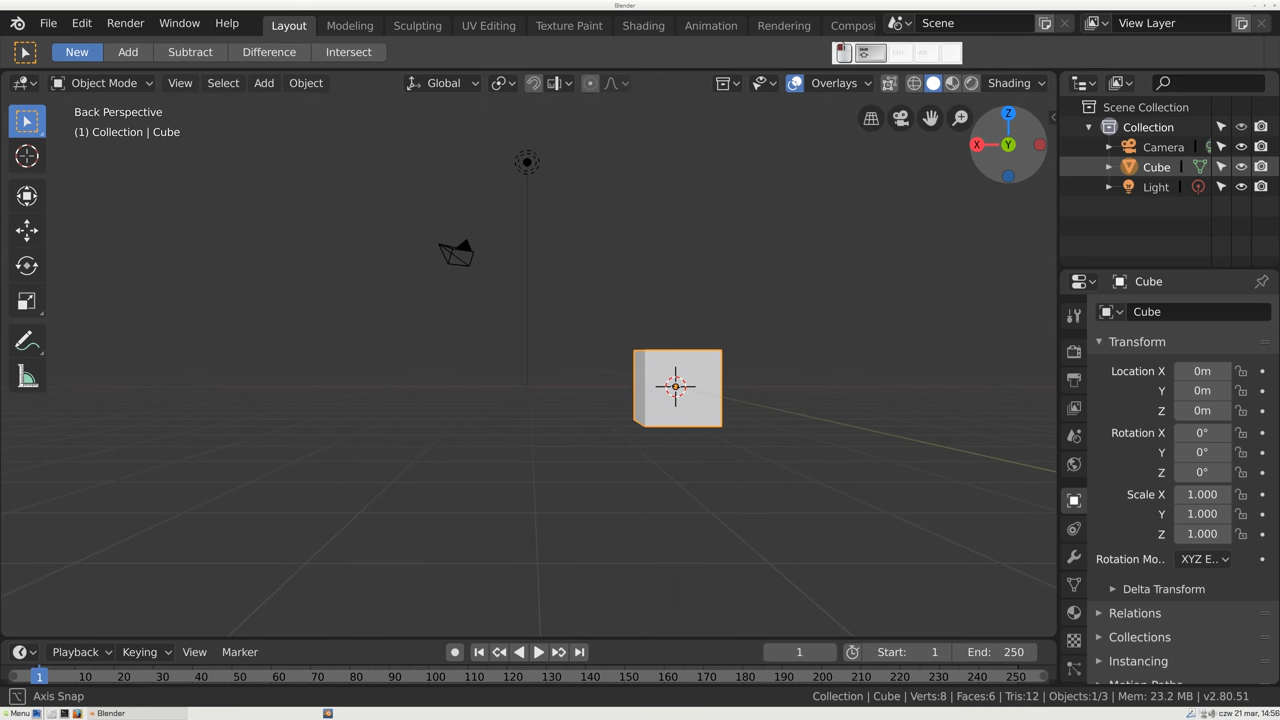 Blender
File Edit Render Window Help Layout Modeling Sculpting UV Editing Texture Paint Shading Animation Rendering Composi Scene View Layer
New Add Subtract Difference Intersect
Object Mode View Select Add Object Global Overlays Shading
Back Perspective
(1) Collection | Cube
Z
X
Y
Scene Collection
Collection
Camera
Cube
Light
Cube
Cube
Transform
Location X 0m
Y 0m
Z 0m
Rotation X 0°
Y 0°
Z 0°
Scale X 1.000
Y 1.000
Z 1.000
Rotation Mo.. XYZ E..
Delta Transform
Relations
Collections
Instancing
Motion Paths
Playback Keying View Marker 1 Start: 1 End: 250
1 10 20 30 40 50 60 70 80 90 100 110 120 130 140 150 160 170 180 190 200 210 220 230 240 250
Axis Snap Collection | Cube | Verts:8 | Faces:6 | Tris:12 | Objects:1/3 | Mem: 23.2 MB | v2.80.51
Menu Blender czw 21 mar, 14:56